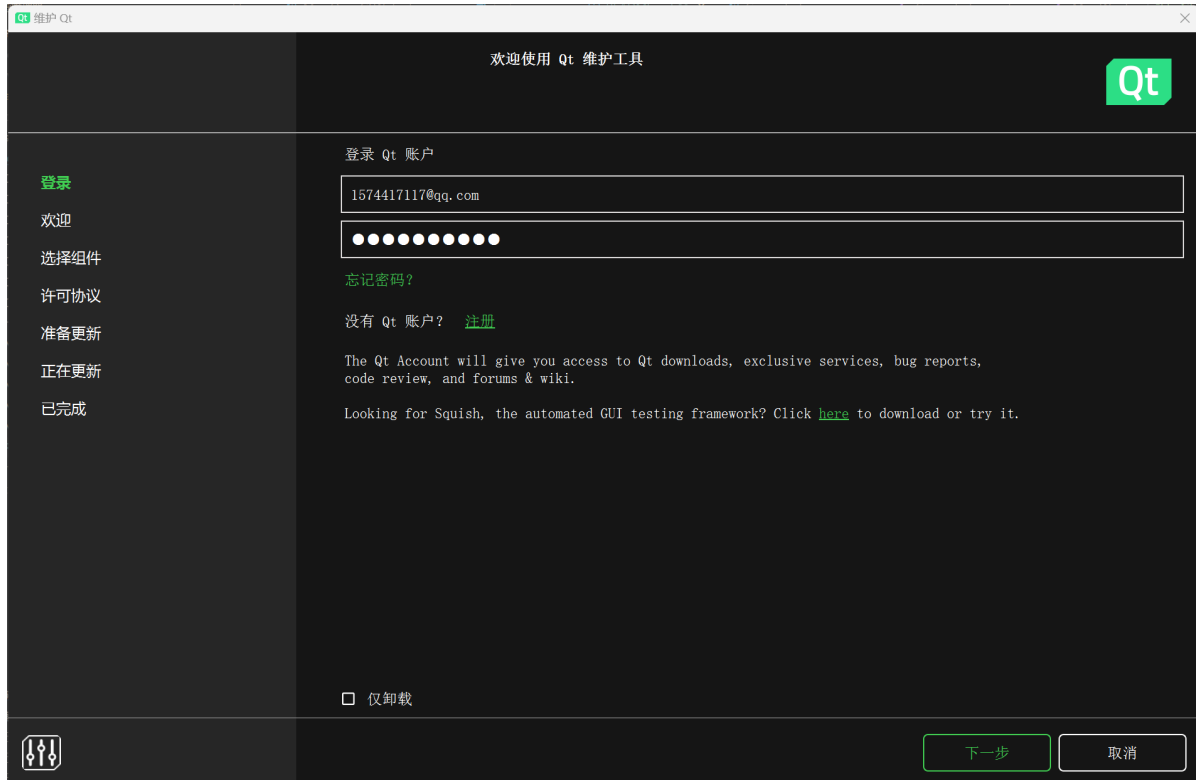 Qt 维护 Qt
欢迎使用 Qt 维护工具
Qt
登录
欢迎
选择组件
许可协议
准备更新
正在更新
已完成
登录 Qt 账户
1574417117@qq.com
●●●●●●●●●●
忘记密码?
没有 Qt 账户? 注册
The Qt Account will give you access to Qt downloads, exclusive services, bug reports,
code review, and forums & wiki.
Looking for Squish, the automated GUI testing framework? Click here to download or try it.
仅卸载
下一步
取消